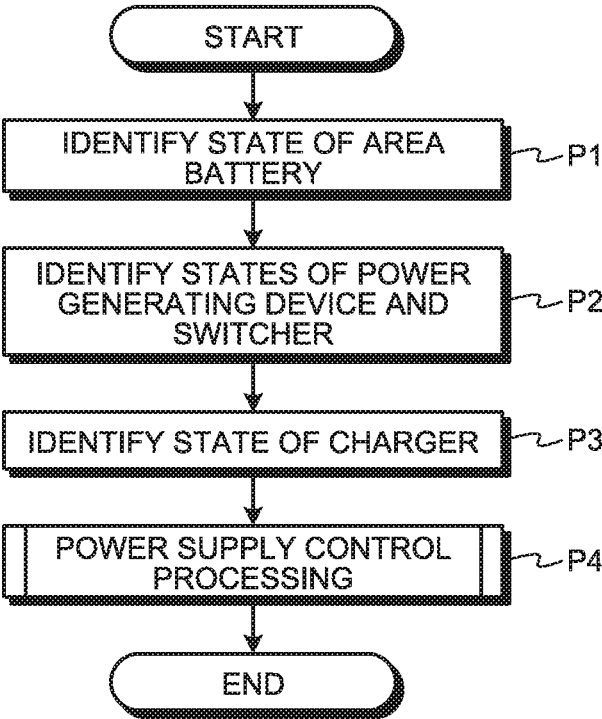 START
IDENTIFY STATE OF AREA
BATTERY
P1
IDENTIFY STATES OF POWER
GENERATING DEVICE AND
SWITCHER
P2
IDENTIFY STATE OF CHARGER
P3
POWER SUPPLY CONTROL
PROCESSING
P4
END